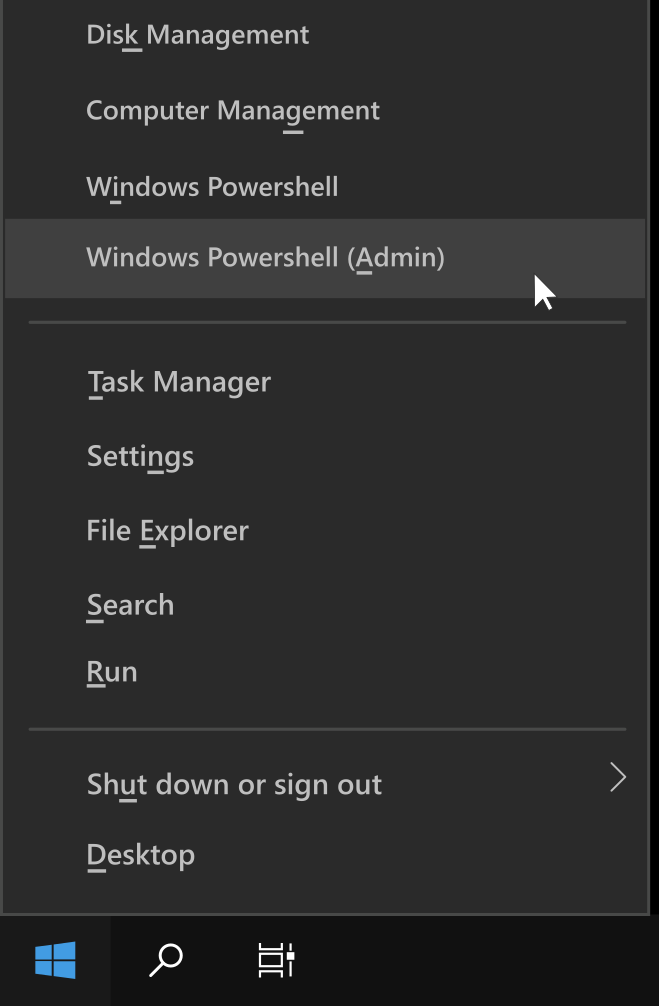 Disk Management
Computer Management
Windows Powershell
Windows Powershell (Admin)
Task Manager
Settings
File Explorer
Search
Run
Shut down or sign out
Desktop